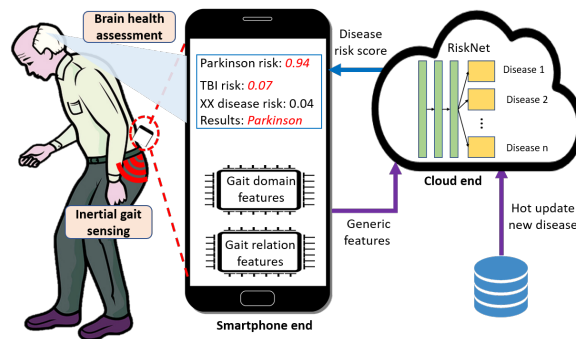 Brain health
assessment
Parkinson risk: 0.94
TBI risk: 0.07
XX disease risk: 0.04
Results: Parkinson
Gait domain
features
Gait relation
features
Inertial gait
sensing
Smartphone end
Disease
risk score
RiskNet
Disease 1
Disease 2
...
Disease n
Cloud end
Generic
features
Hot update
new disease